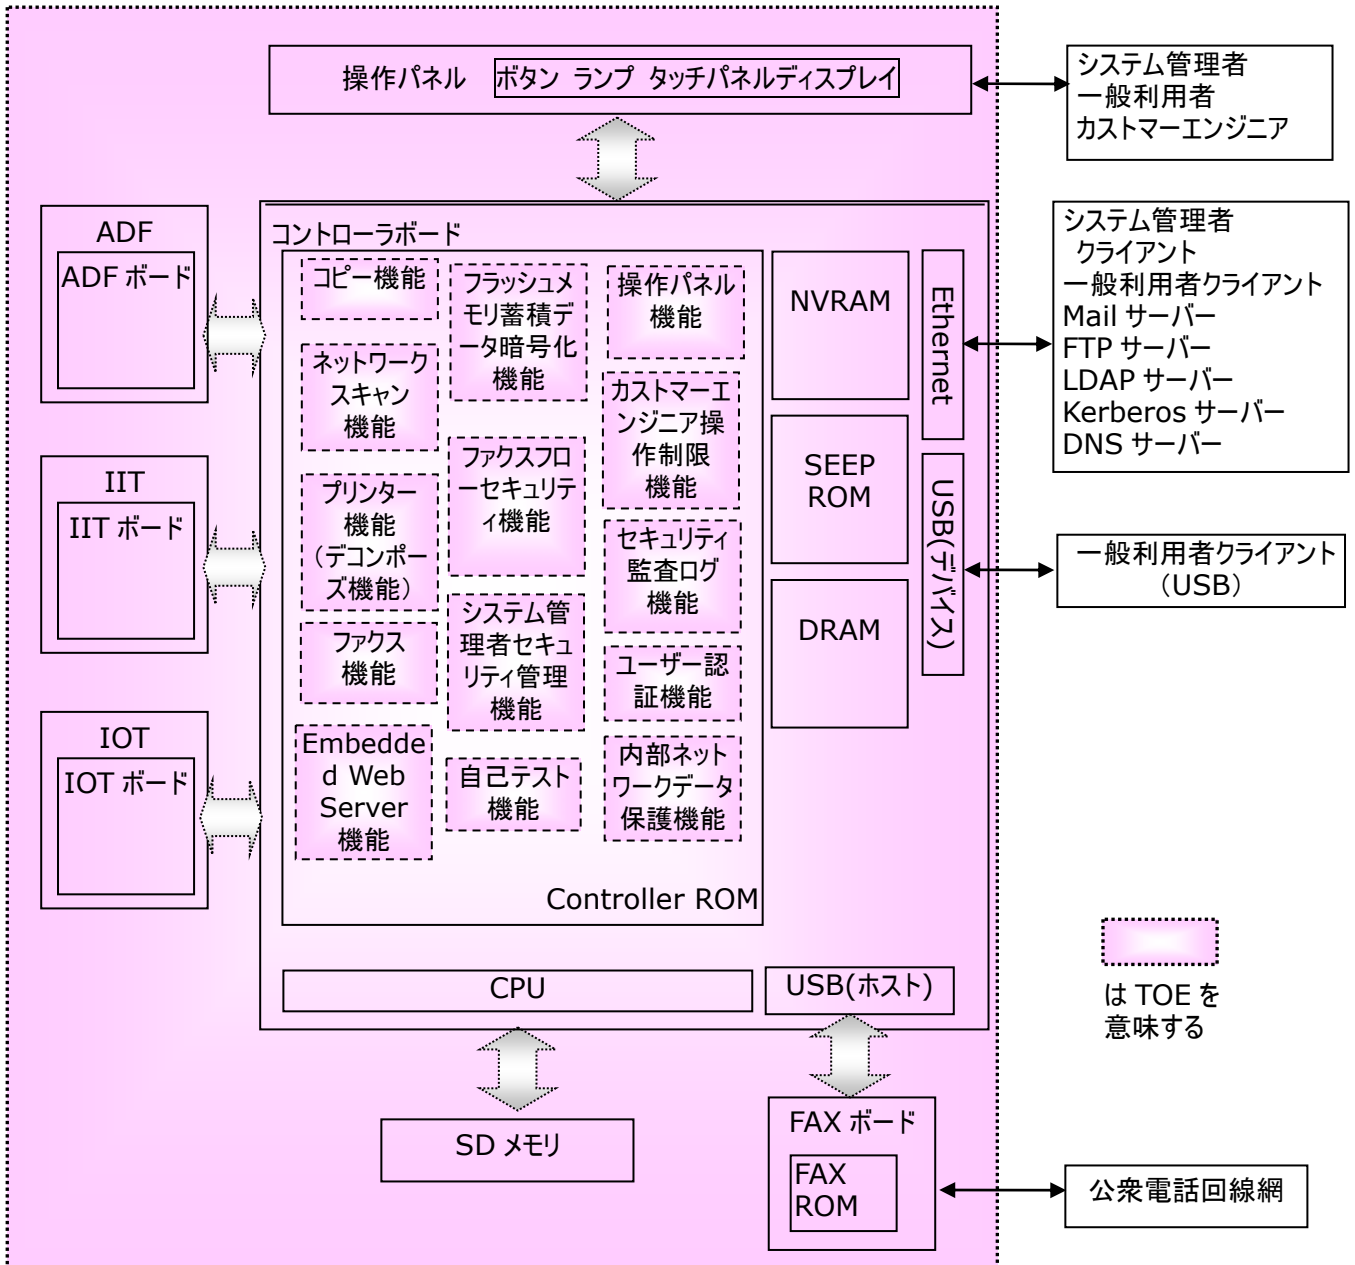 操作パネル
ボタン ランプ タッチパネルディスプレイ
システム管理者
一般利用者
カストマーエンジニア
ADF
ADF ボード
IIT
IIT ボード
IOT
IOT ボード
コントローラボード
コピー機能
ネットワーク
スキャン
機能
プリンター
機能
（デコンポー
ズ機能）
ファクス
機能
Embedde
d Web
Server
機能
フラッシュメ
モリ蓄積デ
ータ暗号化
機能
ファクスフロ
ーセキュリテ
ィ機能
システム管
理者セキュ
リティ管理
機能
自己テスト
機能
操作パネル
機能
カストマーエ
ンジニア操
作制限
機能
セキュリティ
監査ログ
機能
ユーザー認
証機能
内部ネット
ワークデータ
保護機能
Controller ROM
NVRAM
SEEP
ROM
DRAM
Ethernet
USB(デバイス)
システム管理者
クライアント
一般利用者クライアント
Mail サーバー
FTP サーバー
LDAP サーバー
Kerberos サーバー
DNS サーバー
一般利用者クライアント
（USB）
CPU
USB(ホスト)
SD メモリ
FAX ボード
FAX
ROM
公衆電話回線網
は TOE を
意味する